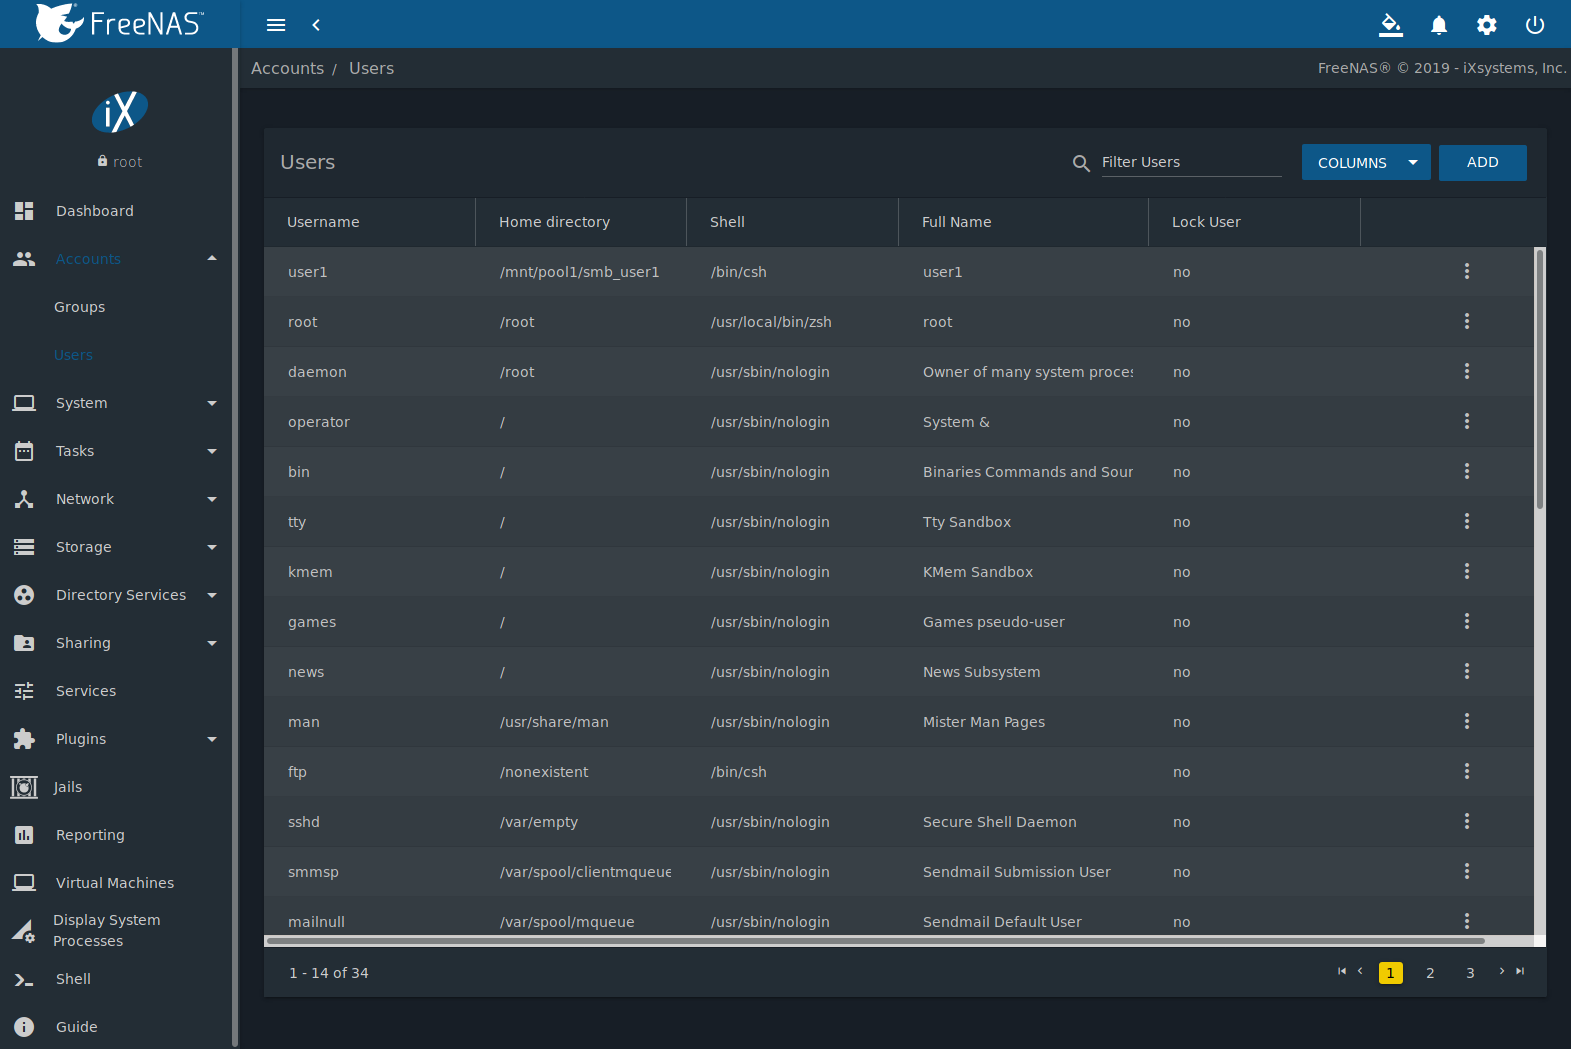 FreeNAS™
Accounts / Users
FreeNAS® © 2019 - iXsystems, Inc.
iX
root
Dashboard
Accounts
Groups
Users
System
Tasks
Network
Storage
Directory Services
Sharing
Services
Plugins
Jails
Reporting
Virtual Machines
Display System
Processes
Shell
Guide
Users
Filter Users
COLUMNS
ADD
Username Home directory Shell Full Name Lock User
user1 /mnt/pool1/smb_user1 /bin/csh user1 no
root /root /usr/local/bin/zsh root no
daemon /root /usr/sbin/nologin Owner of many system proces no
operator / /usr/sbin/nologin System & no
bin / /usr/sbin/nologin Binaries Commands and Sour no
tty / /usr/sbin/nologin Tty Sandbox no
kmem / /usr/sbin/nologin KMem Sandbox no
games / /usr/sbin/nologin Games pseudo-user no
news / /usr/sbin/nologin News Subsystem no
man /usr/share/man /usr/sbin/nologin Mister Man Pages no
ftp /nonexistent /bin/csh no
sshd /var/empty /usr/sbin/nologin Secure Shell Daemon no
smmsp /var/spool/clientmqueue /usr/sbin/nologin Sendmail Submission User no
mailnull /var/spool/mqueue /usr/sbin/nologin Sendmail Default User no
1 - 14 of 34
1 2 3